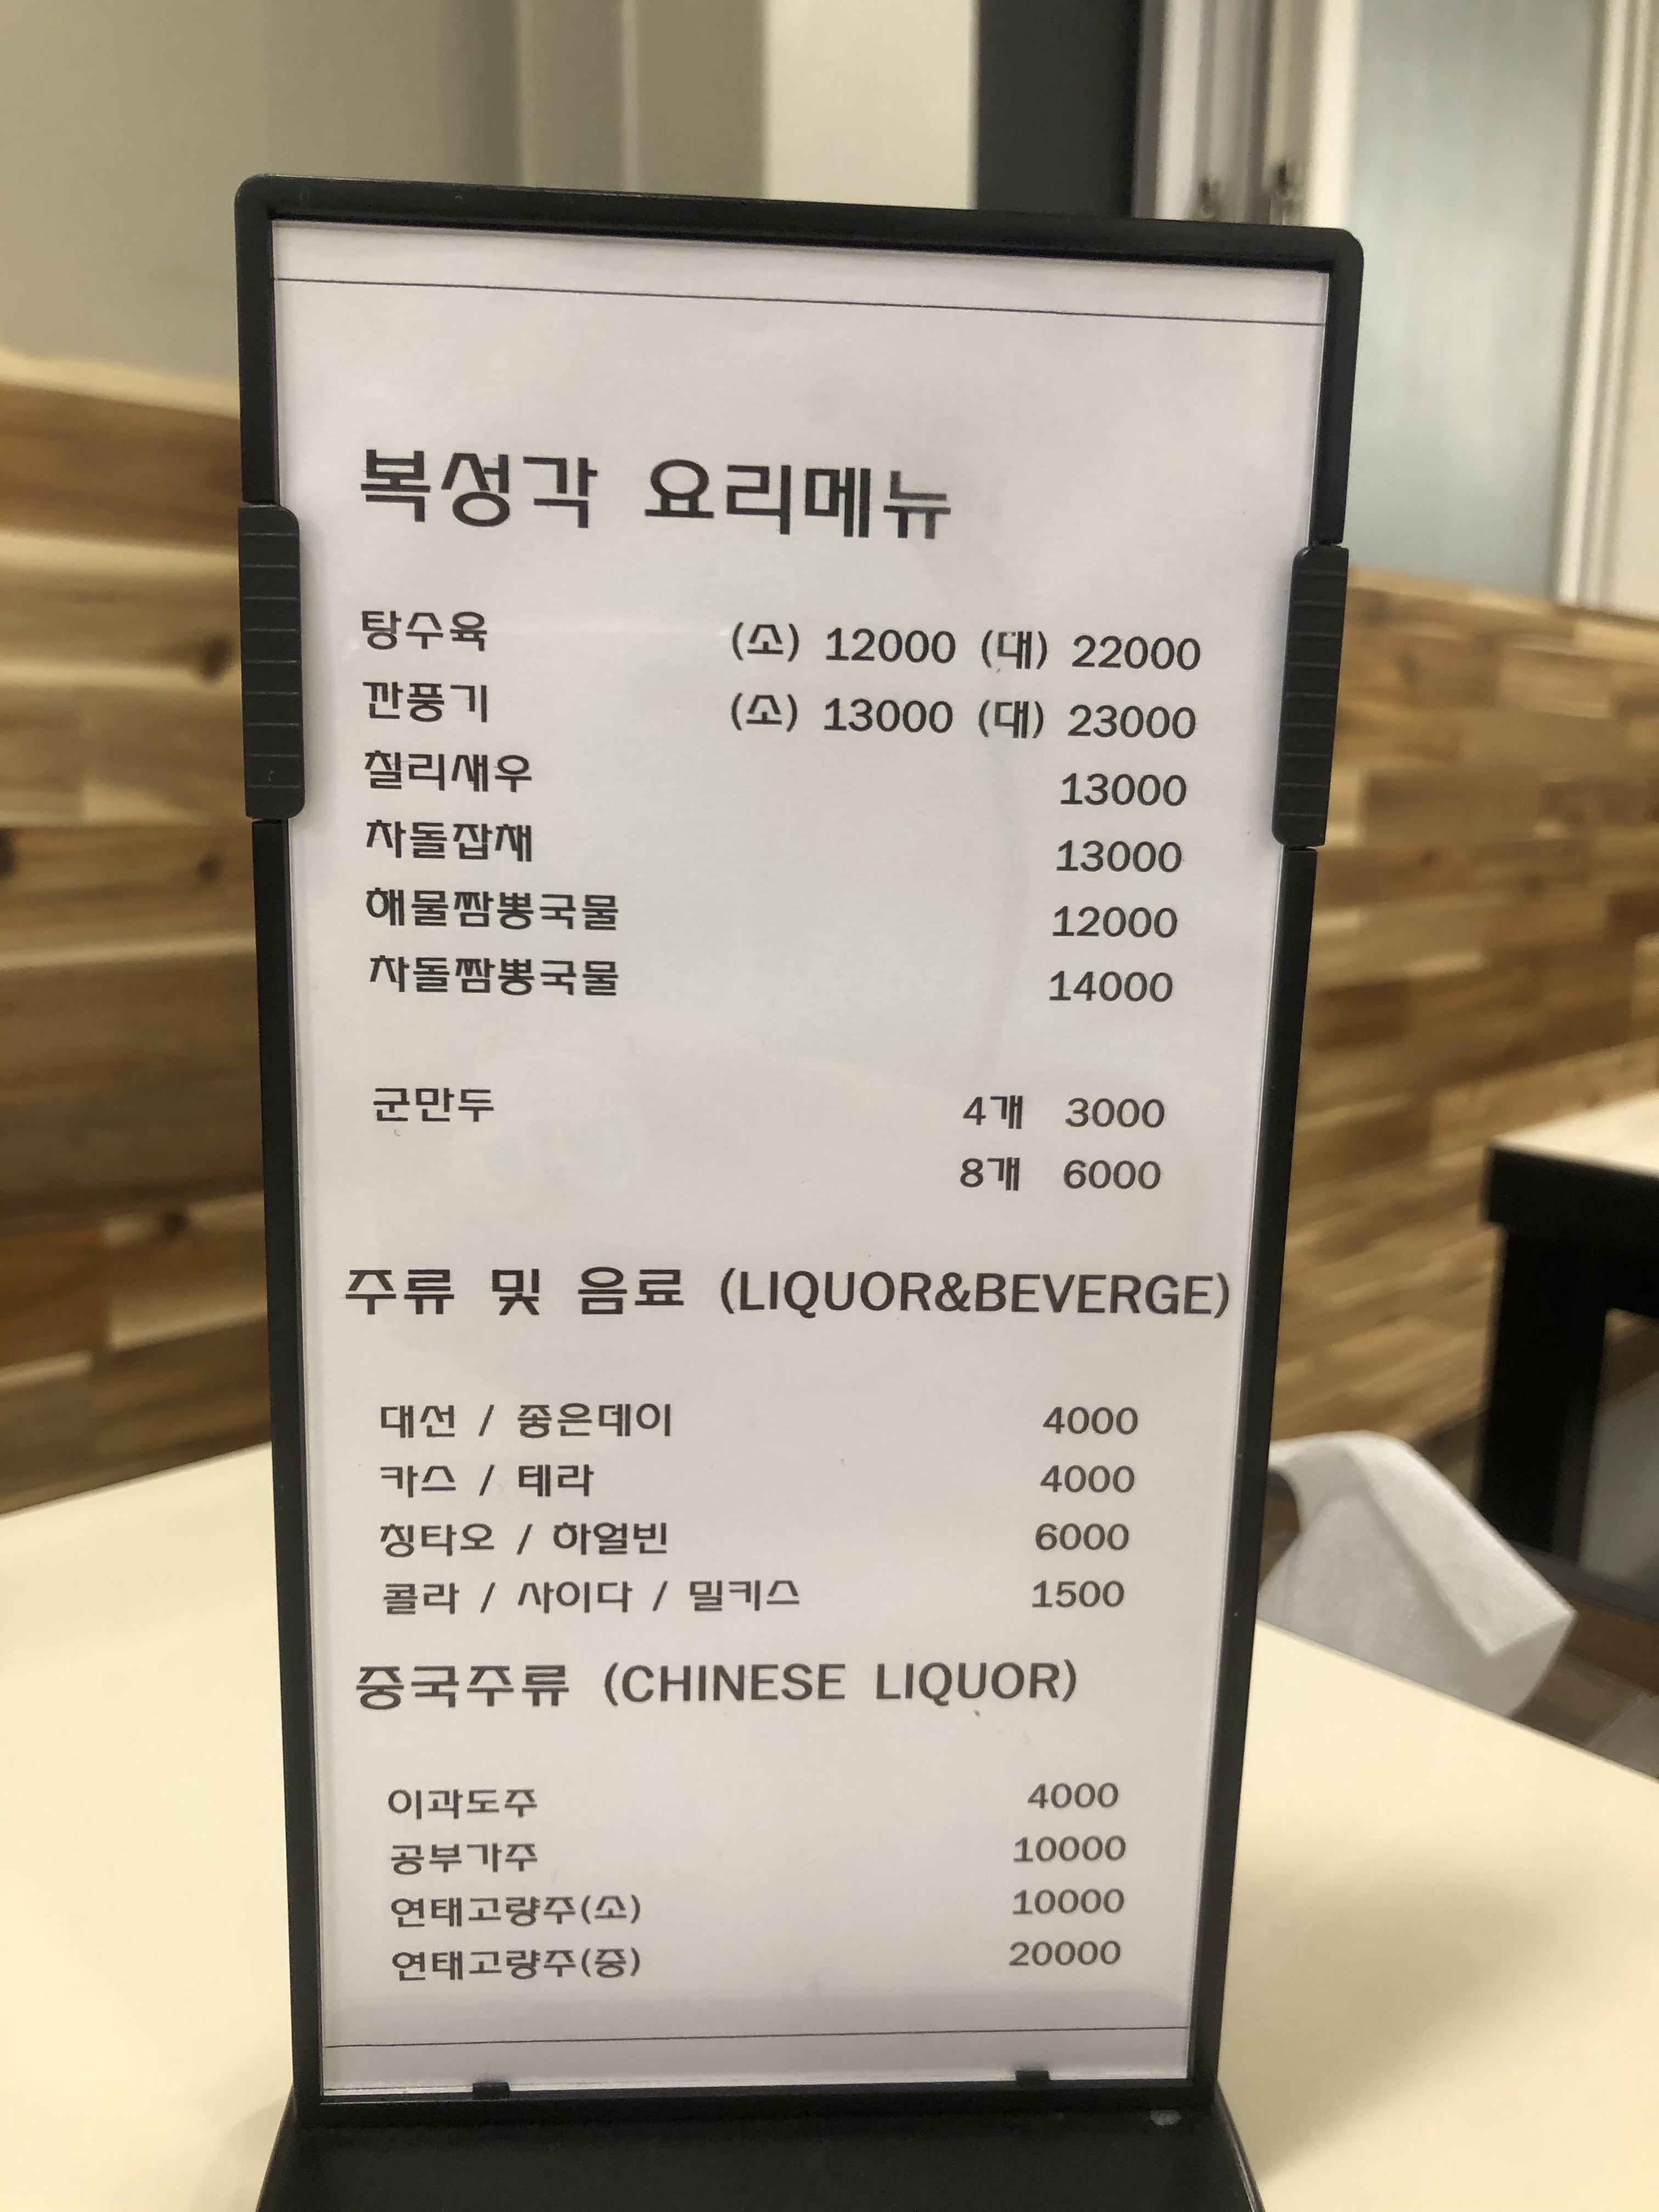 복성각 요리메뉴
탕수육 (소) 12000 (대) 22000
깐풍기 (소) 13000 (대) 23000
칠리새우 13000
차돌잡채 13000
해물짬뽕국물 12000
차돌짬뽕국물 14000
군만두 4개 3000
8개 6000
주류 및 음료 (LIQUOR&BEVERGE)
대선 / 좋은데이 4000
카스 / 테라 4000
칭타오 / 하얼빈 6000
콜라 / 사이다 / 밀키스 1500
중국주류 (CHINESE LIQUOR)
이과도주 4000
공부가주 10000
연태고량주(소) 10000
연태고량주(중) 20000